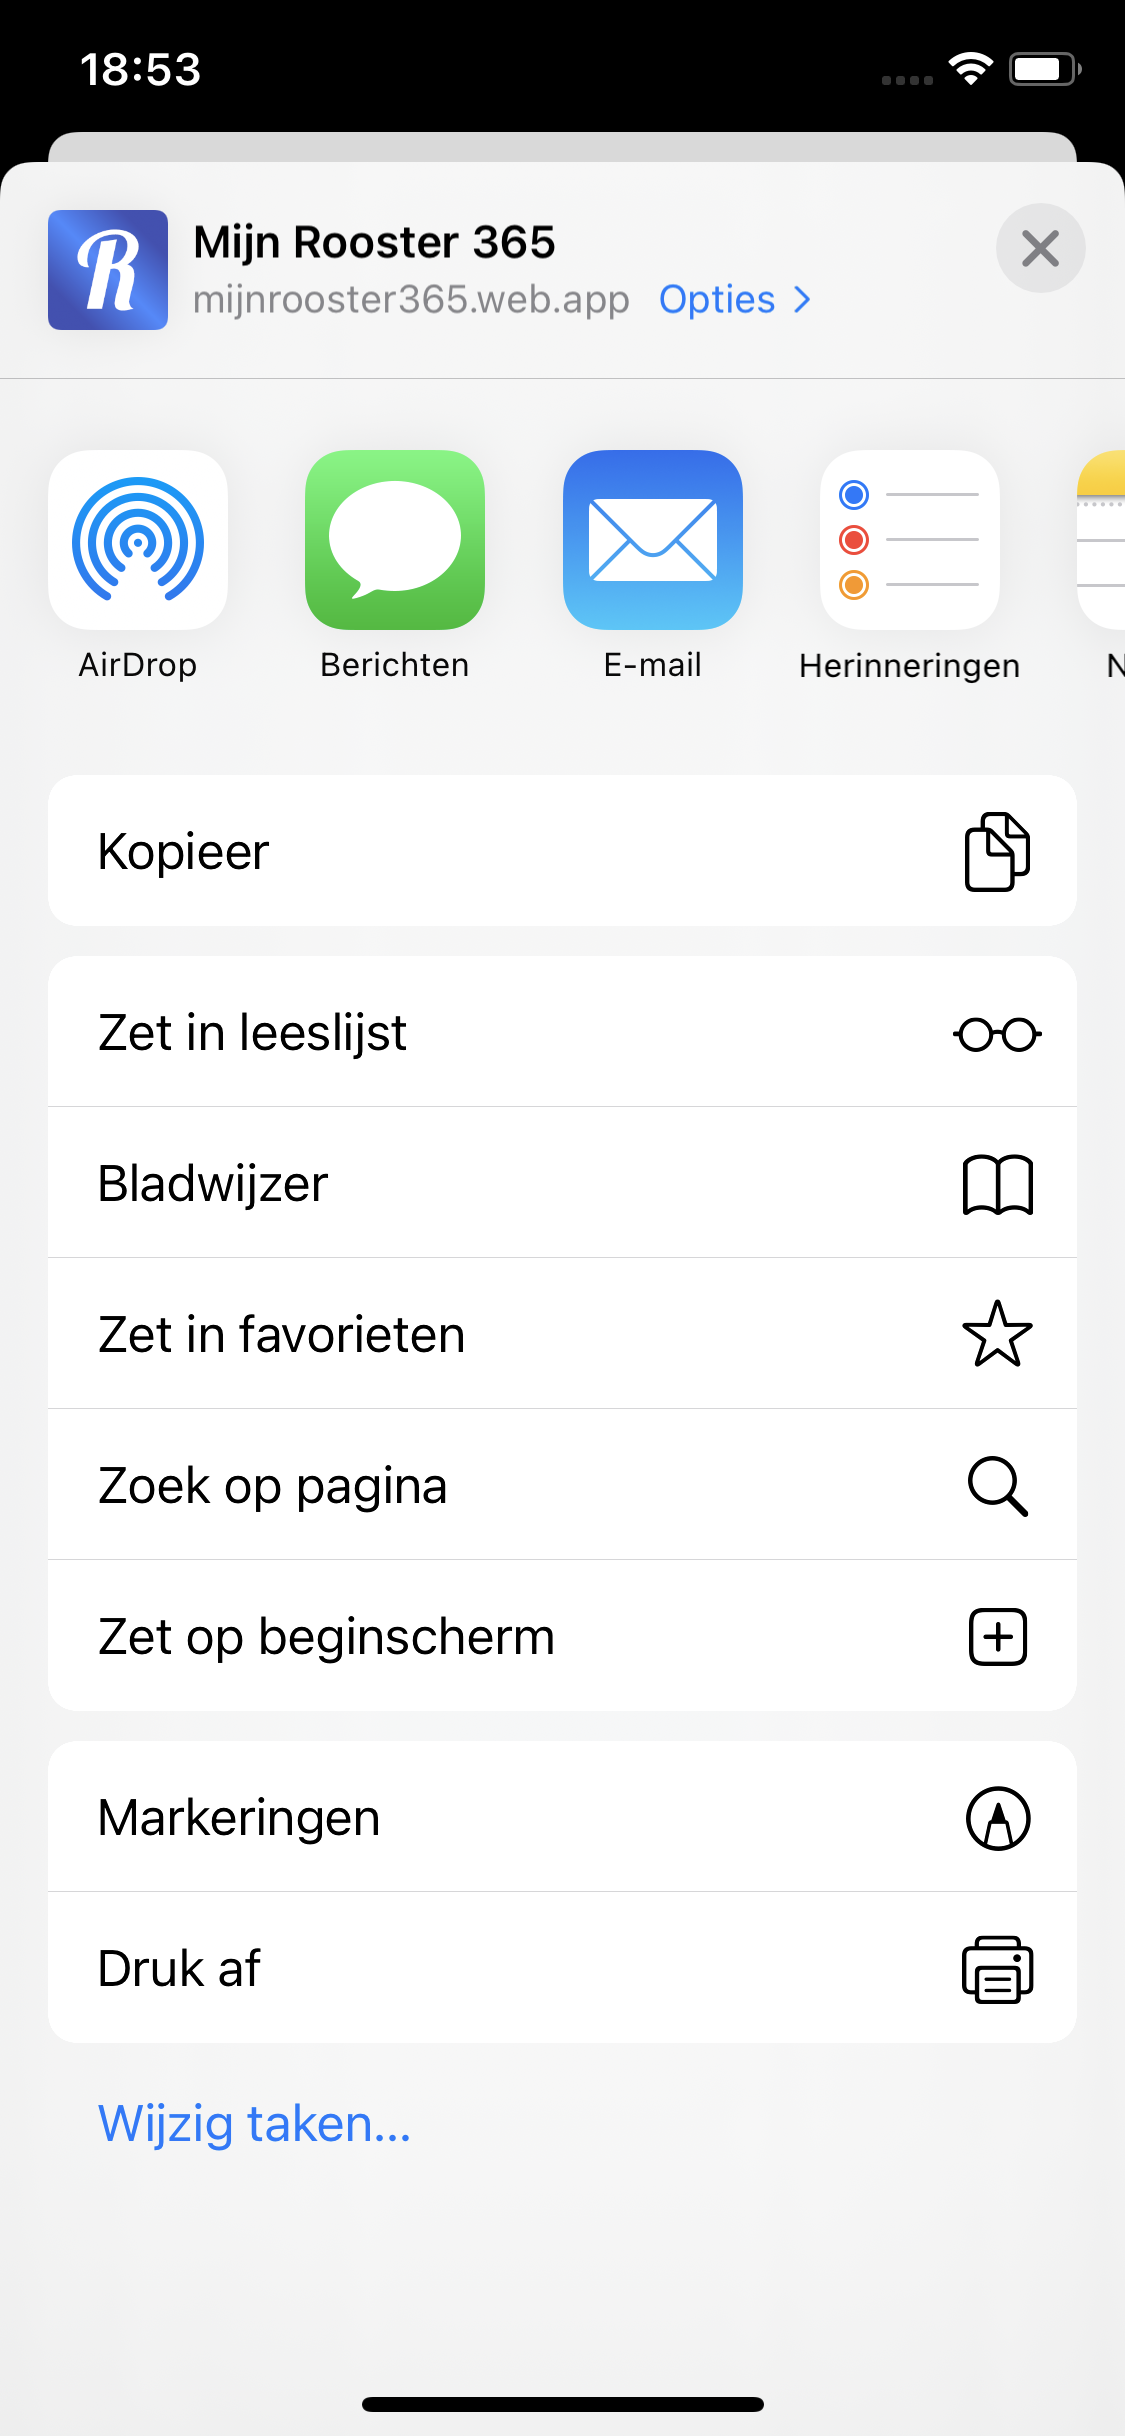 18:53
R
Mijn Rooster 365
mijnrooster365.web.app Opties
AirDrop
Berichten
E-mail
Herinneringen
N
Kopieer
Zet in leeslijst
Bladwijzer
Zet in favorieten
Zoek op pagina
Zet op beginscherm
Markeringen
Druk af
Wijzig taken...